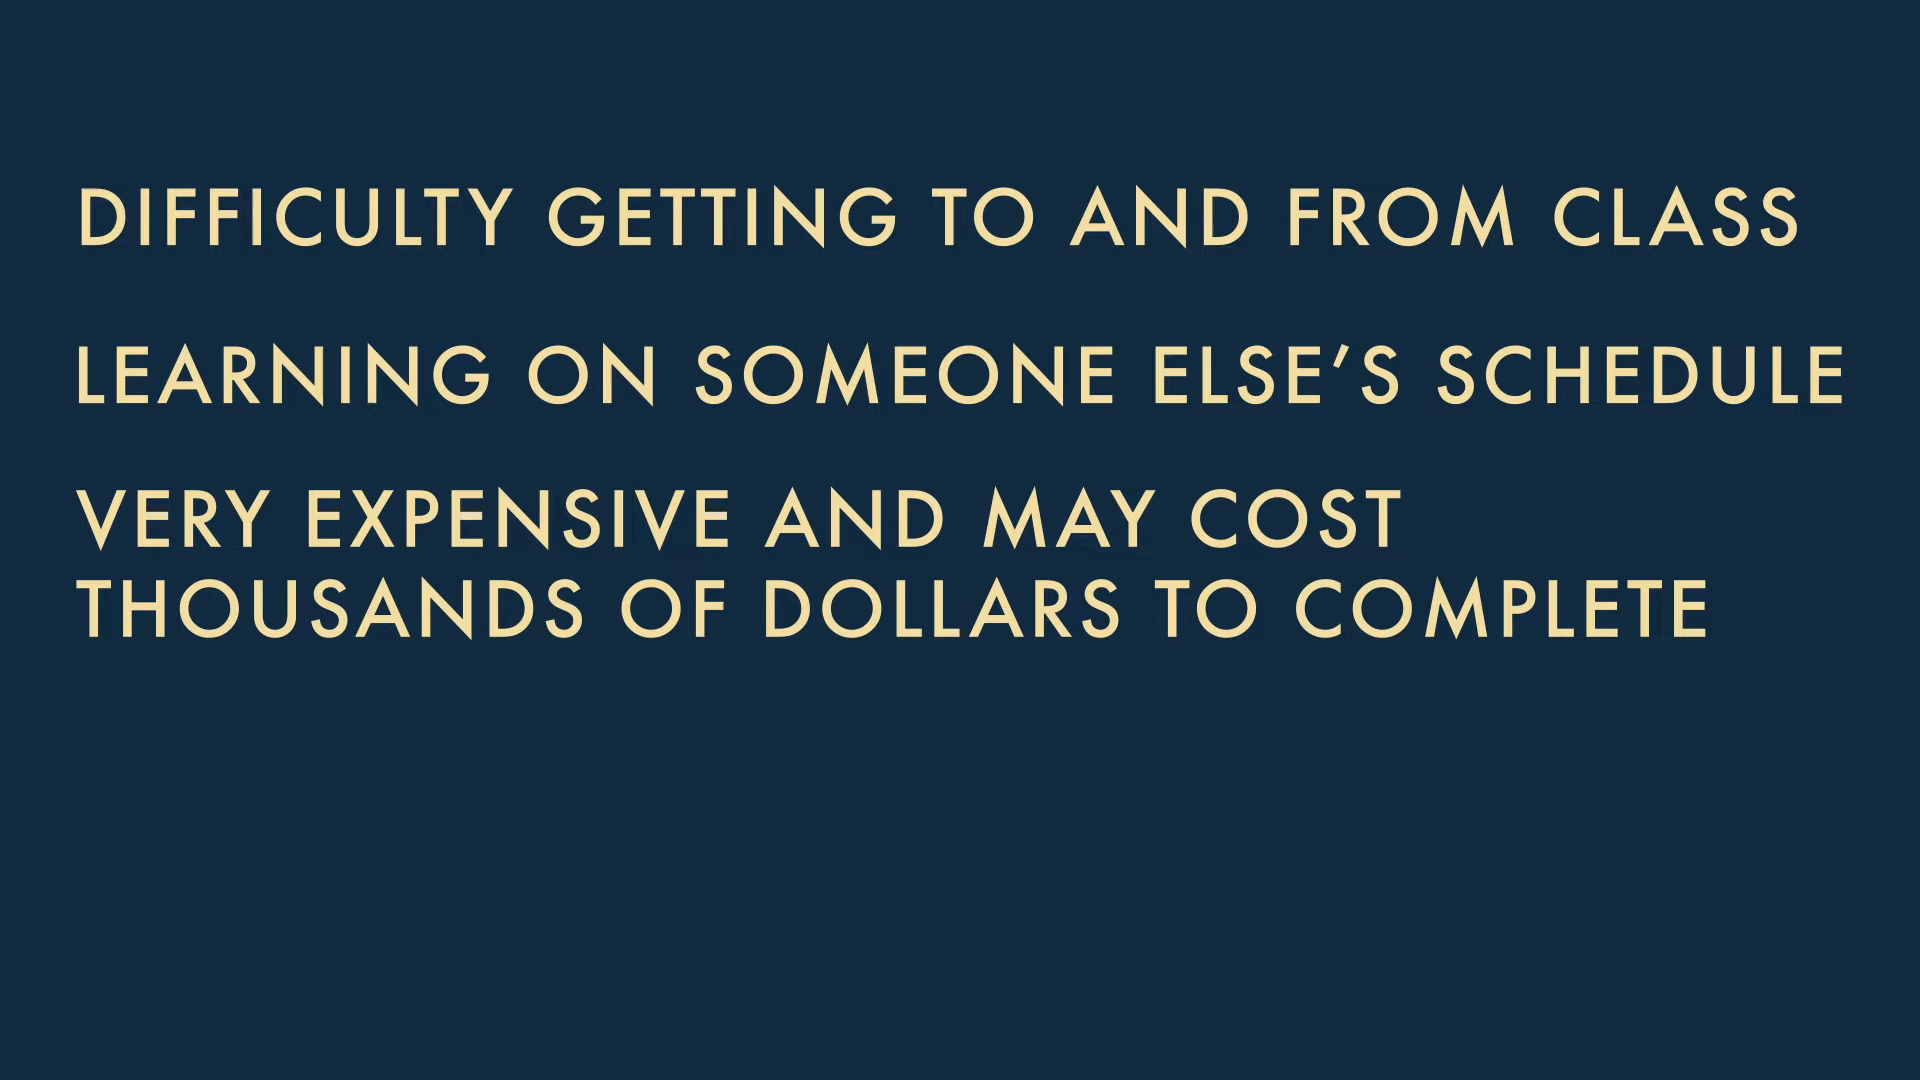 DIFFICULTY GETTING TO AND FROM CLASS
LEARNING ON SOMEONE ELSE’S SCHEDULE
VERY EXPENSIVE AND MAY COST
THOUSANDS OF DOLLARS TO COMPLETE